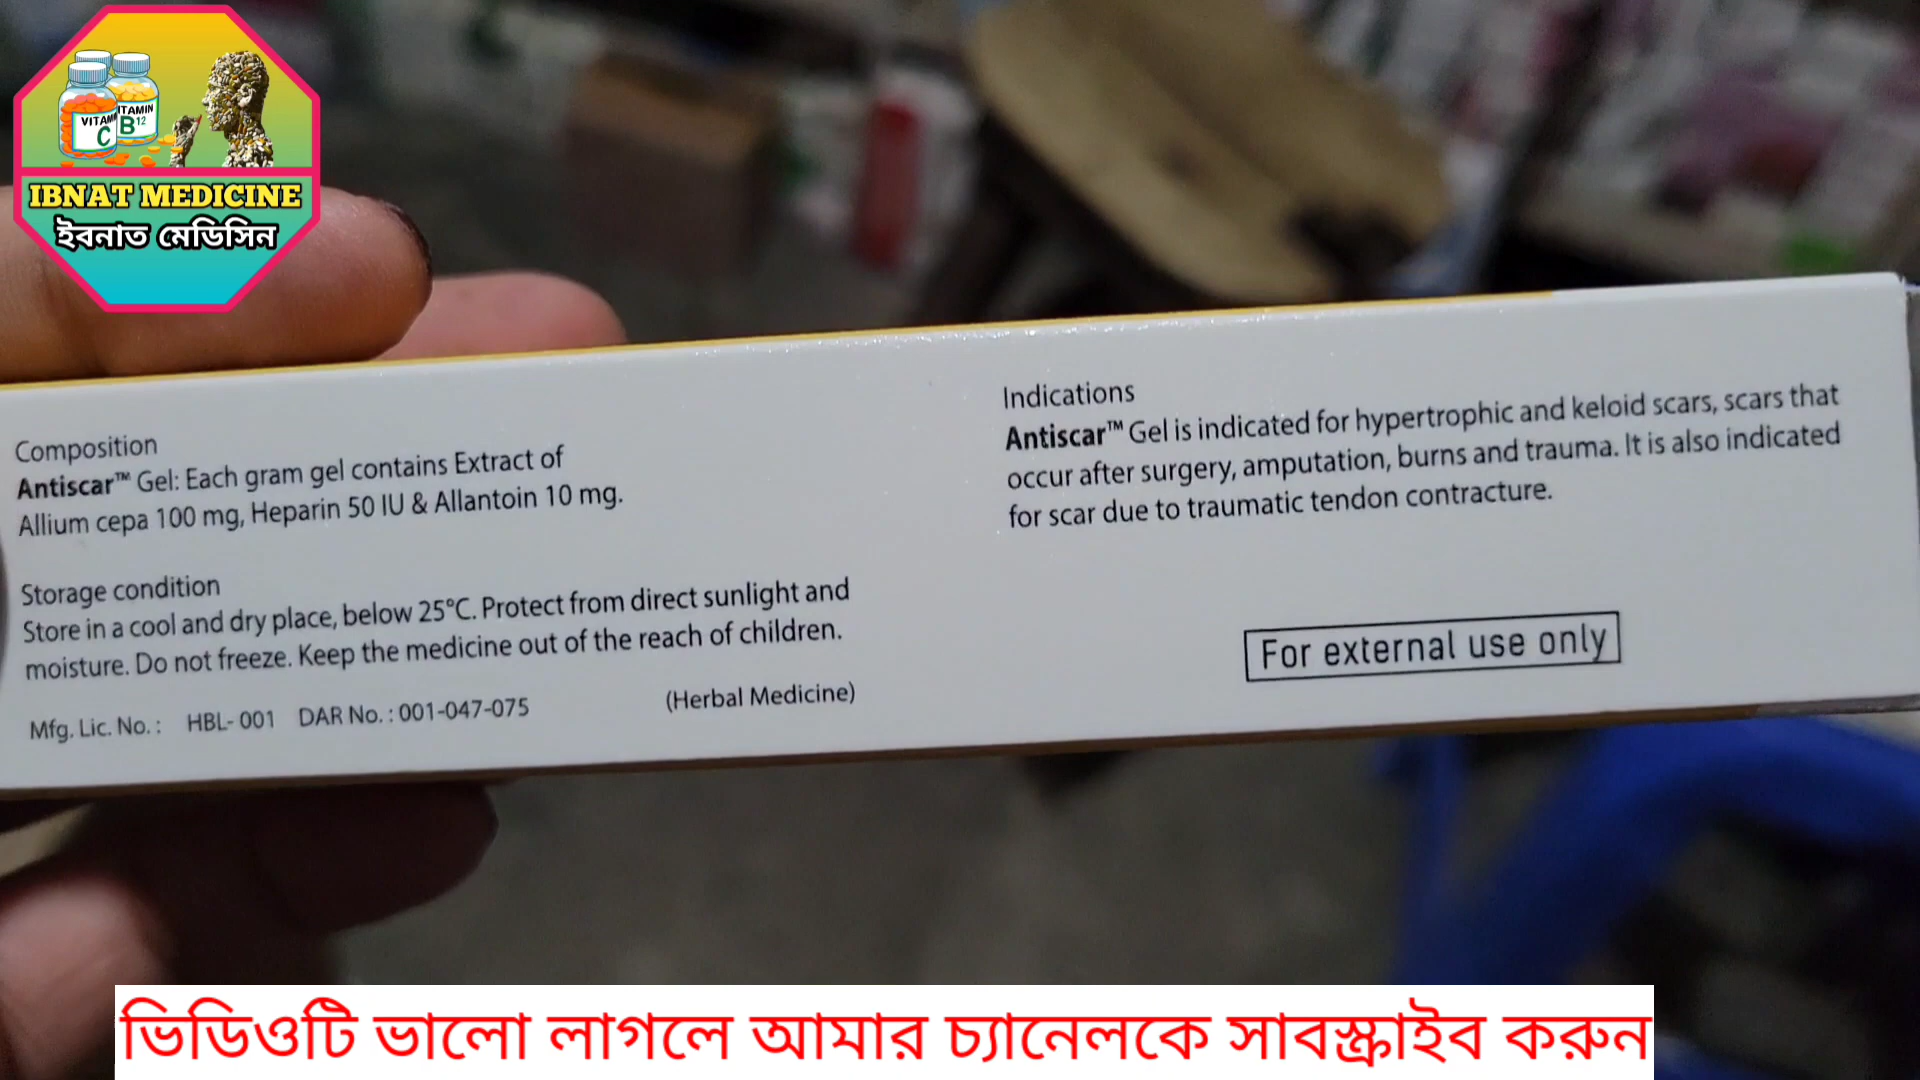 VITAMIN
C
VITAMIN
B12
IBNAT MEDICINE
ইবনাত মেডিসিন
Composition
Antiscar™ Gel: Each gram gel contains Extract of
Allium cepa 100 mg, Heparin 50 IU & Allantoin 10 mg.
Storage condition
Store in a cool and dry place, below 25°C. Protect from direct sunlight and
moisture. Do not freeze. Keep the medicine out of the reach of children.
Mfg. Lic. No. : HBL- 001 DAR No. : 001-047-075 (Herbal Medicine)
Indications
Antiscar™ Gel is indicated for hypertrophic and keloid scars, scars that
occur after surgery, amputation, burns and trauma. It is also indicated
for scar due to traumatic tendon contracture.
For external use only
ভিডিওটি ভালো লাগলে আমার চ্যানেলকে সাবস্ক্রাইব করুন